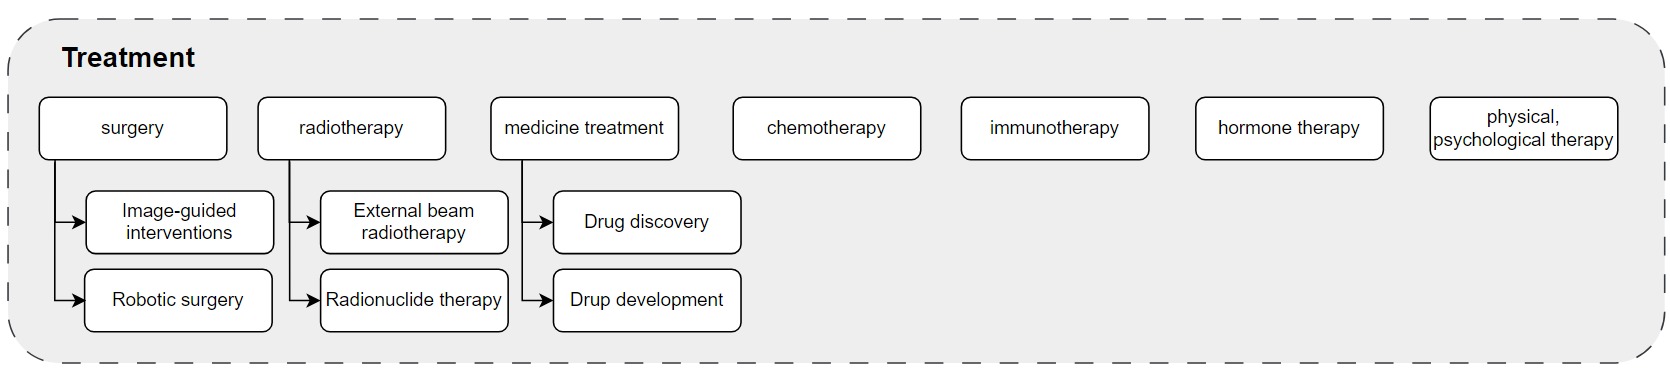 Treatment
surgery
radiotherapy
medicine treatment
chemotherapy
immunotherapy
hormone therapy
physical,
psychological therapy
Image-guided
interventions
External beam
radiotherapy
Drug discovery
Robotic surgery
Radionuclide therapy
Drup development